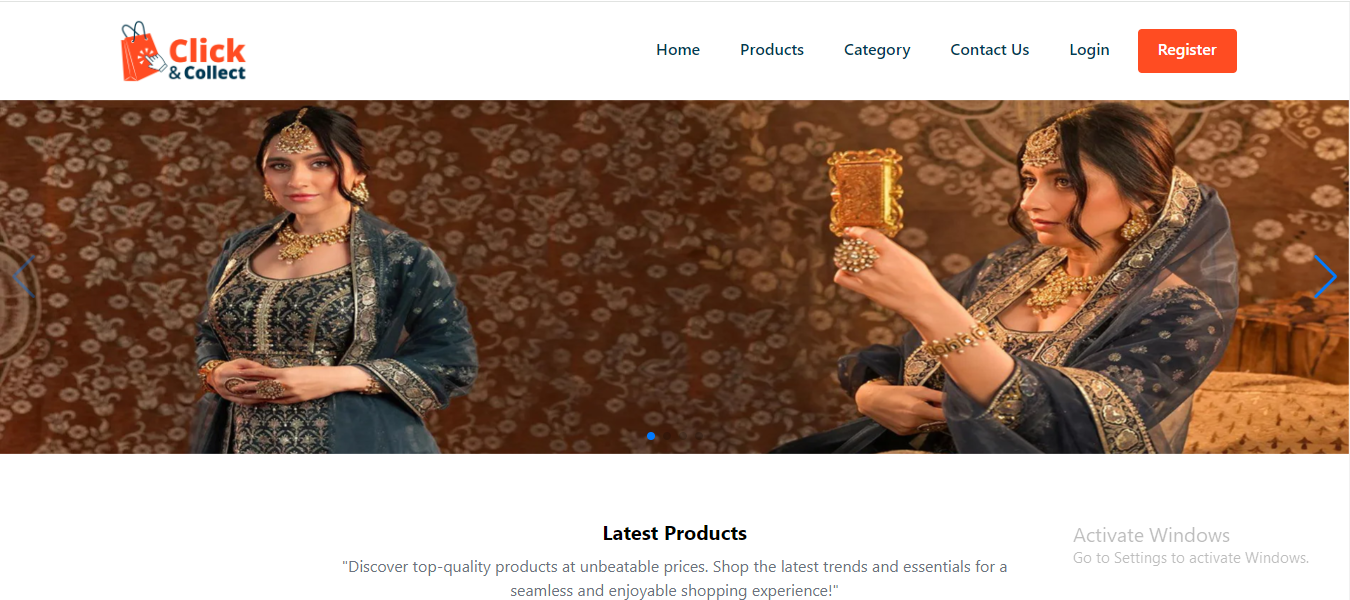 Click
& Collect
Home Products Category Contact Us Login Register
Latest Products
"Discover top-quality products at unbeatable prices. Shop the latest trends and essentials for a
seamless and enjoyable shopping experience!"
Activate Windows
Go to Settings to activate Windows.